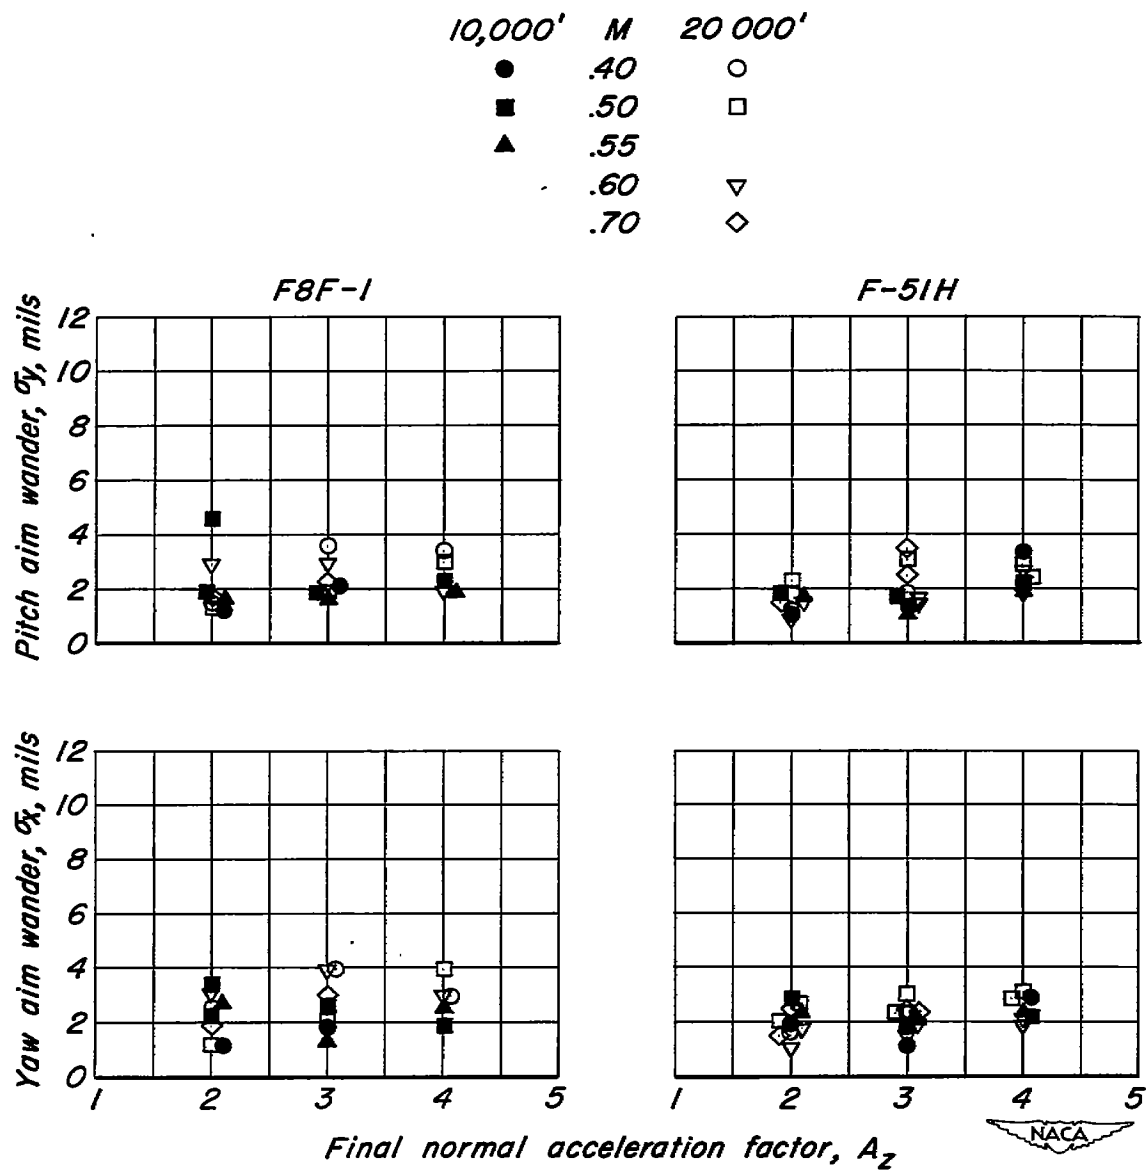 10,000' M 20 000'
.40
.50
.55
.60
.70
F8F-1 F-51H
Pitch aim wander, σy, mils
12
10
8
6
4
2
0
Yaw aim wander, σx, mils
12
10
8
6
4
2
0
1 2 3 4 5 1 2 3 4 5
Final normal acceleration factor, Az
NACA